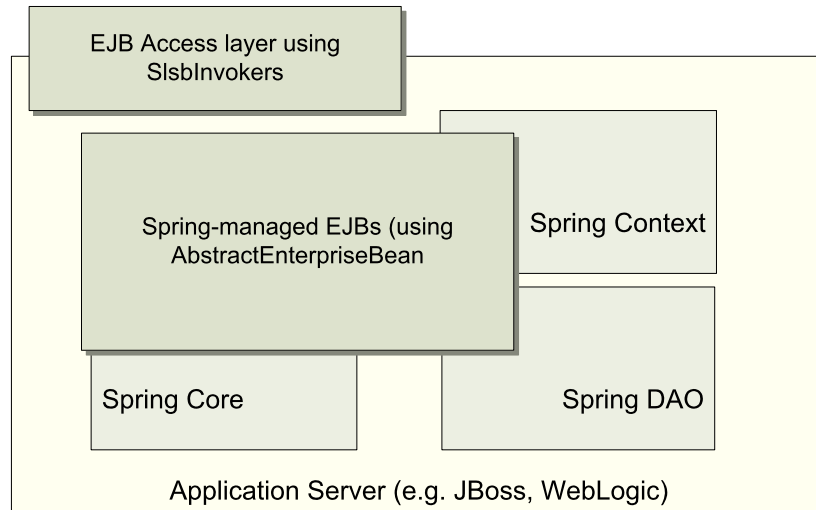 EJB Access layer using
SlsbInvokers
Spring-managed EJBs (using
AbstractEnterpriseBean
Spring Context
Spring Core
Spring DAO
Application Server (e.g. JBoss, WebLogic)